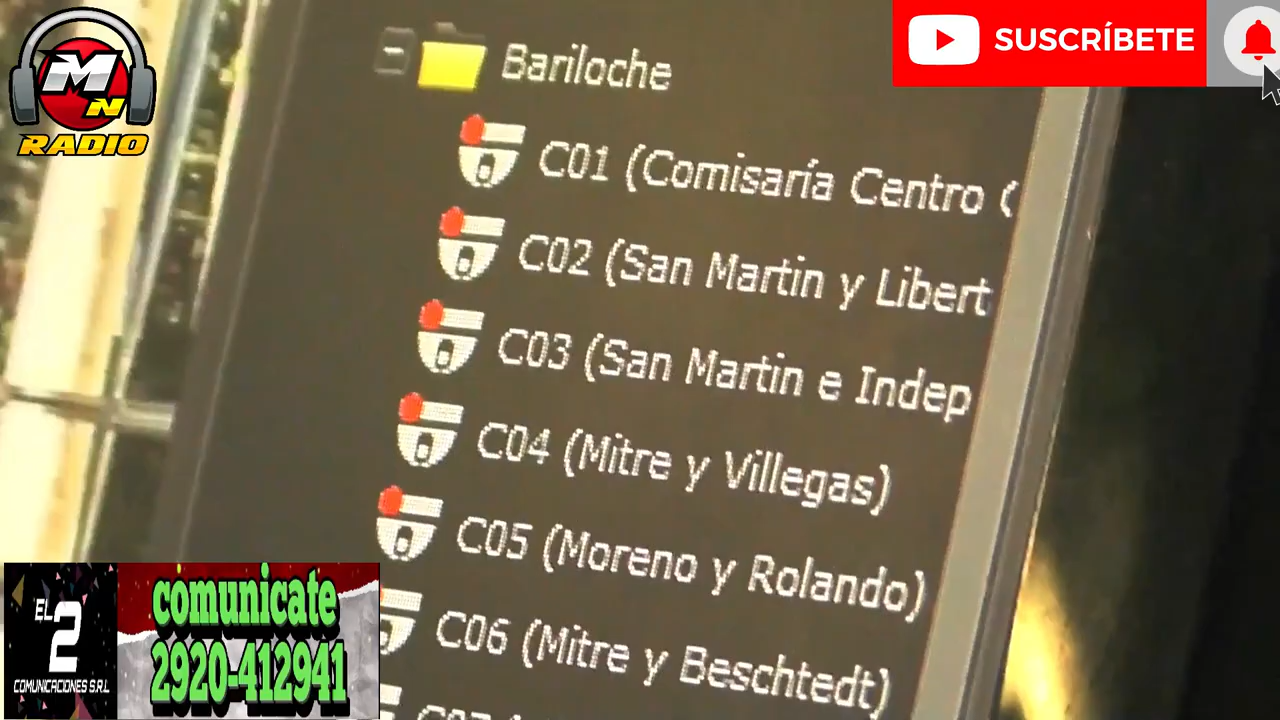 MN
RADIO
SUSCRÍBETE
Bariloche
C01 (Comisaría Centro
C02 (San Martin y Libert
C03 (San Martin e Indep
C04 (Mitre y Villegas)
C05 (Moreno y Rolando)
C06 (Mitre y Beschtedt)
EL
2
COMUNICACIONES S.R.L
comunicate
2920-412941